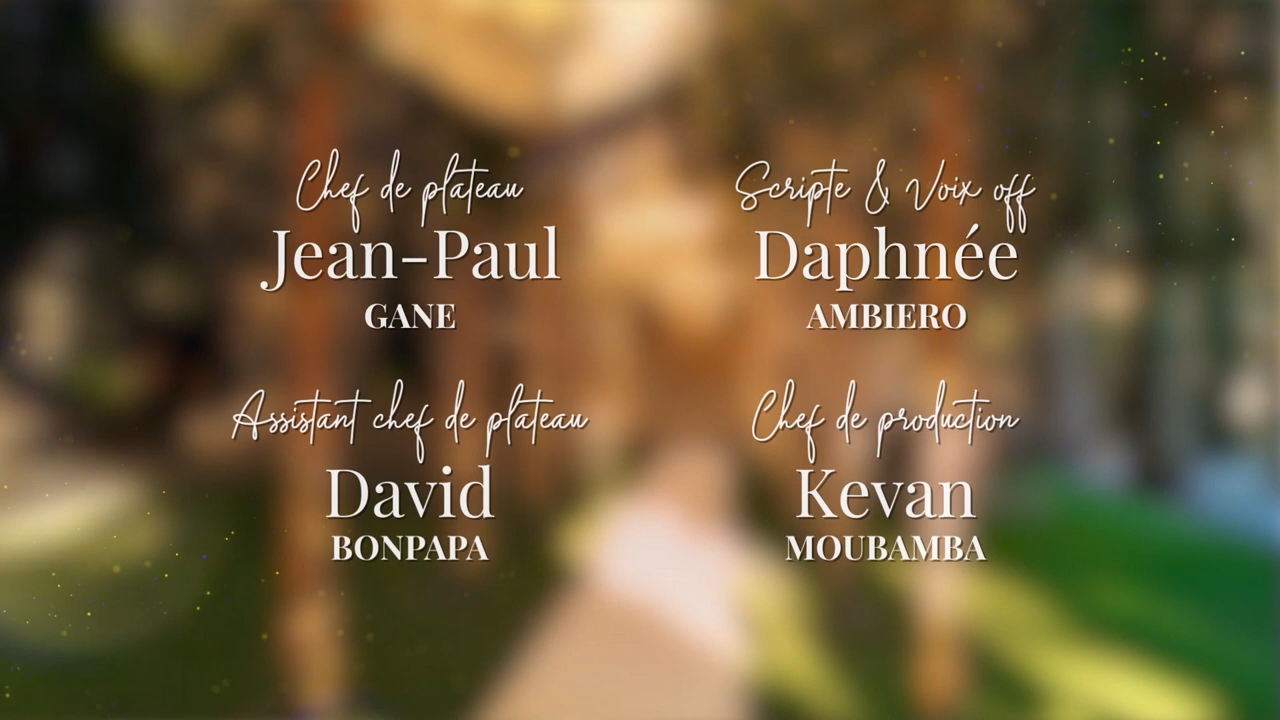 Chef de plateau
Jean-Paul
GANE
Scripte & Voix off
Daphnée
AMBIERO
Assistant chef de plateau
David
BONPAPA
Chef de production
Kevan
MOUBAMBA